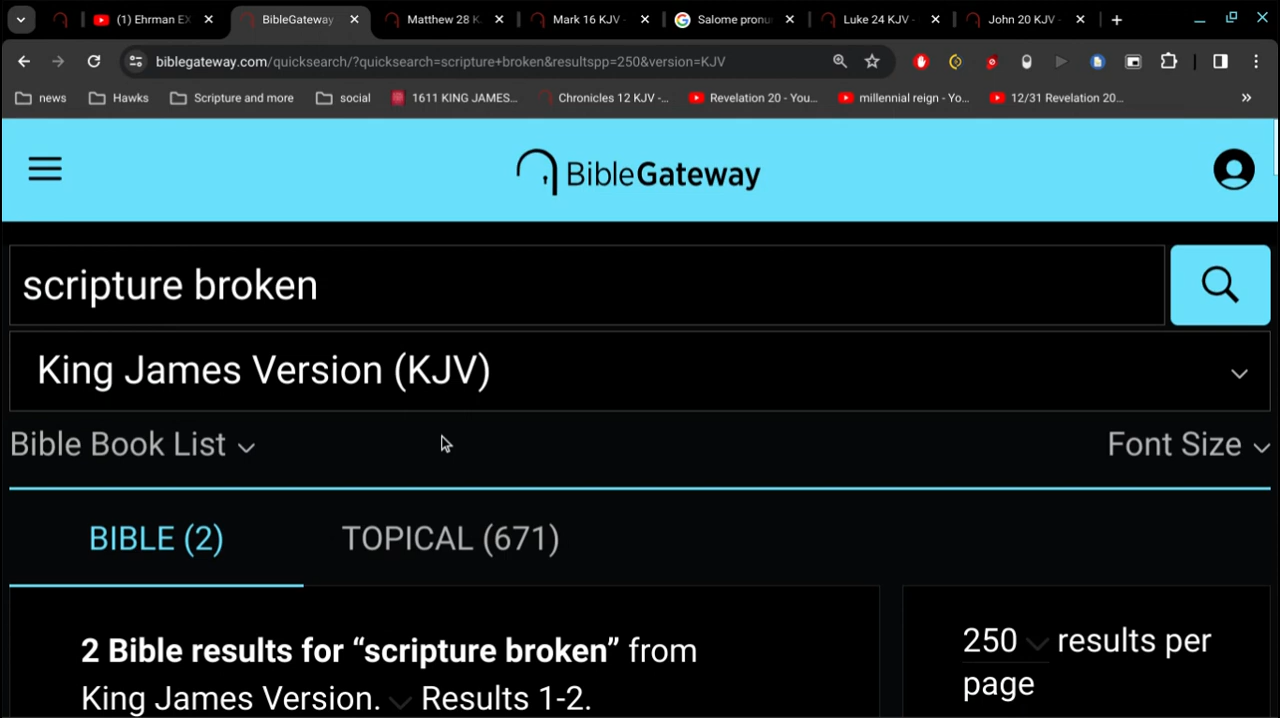 (1) Ehrman EX
BibleGateway
Matthew 28 K
Mark 16 KJV
Salome pronu
Luke 24 KJV
John 20 KJV
biblegateway.com/quicksearch/?quicksearch=scripture+broken&resultspp=250&version=KJV
news
Hawks
Scripture and more
social
1611 KING JAMES...
Chronicles 12 KJV -...
Revelation 20 - You...
millennial reign - Yo...
12/31 Revelation 20...
BibleGateway
scripture broken
King James Version (KJV)
Bible Book List
Font Size
BIBLE (2)
TOPICAL (671)
2 Bible results for “scripture broken” from
King James Version. Results 1-2.
250 results per
page